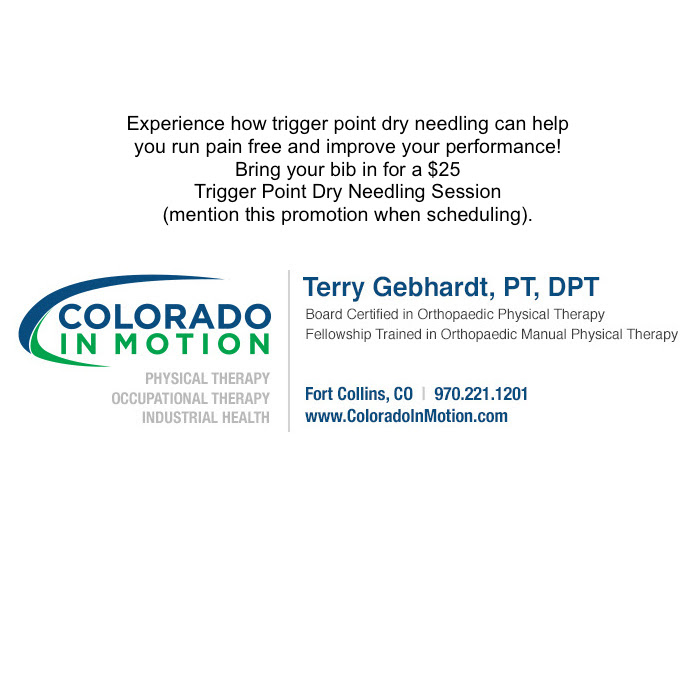 Experience how trigger point dry needling can help
you run pain free and improve your performance!
Bring your bib in for a $25
Trigger Point Dry Needling Session
(mention this promotion when scheduling).
COLORADO
IN MOTION
PHYSICAL THERAPY
OCCUPATIONAL THERAPY
INDUSTRIAL HEALTH
Terry Gebhardt, PT, DPT
Board Certified in Orthopaedic Physical Therapy
Fellowship Trained in Orthopaedic Manual Physical Therapy
Fort Collins, CO | 970.221.1201
www.ColoradoInMotion.com